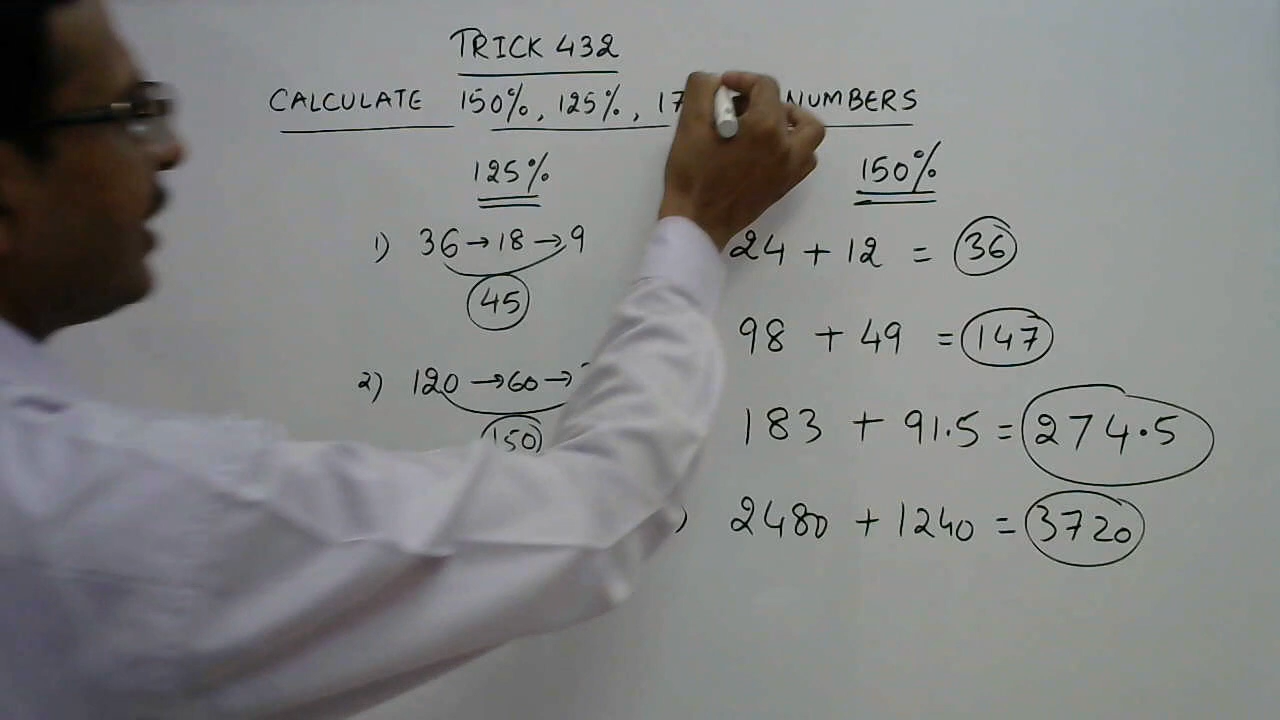 TRICK 432
CALCULATE 150%, 125%, 17 NUMBERS
125%
1) 36→18→9
45
2) 120→60→
150
150%
24 + 12 = 36
98 + 49 = 147
183 + 91.5 = 274.5
) 2480 + 1240 = 3720